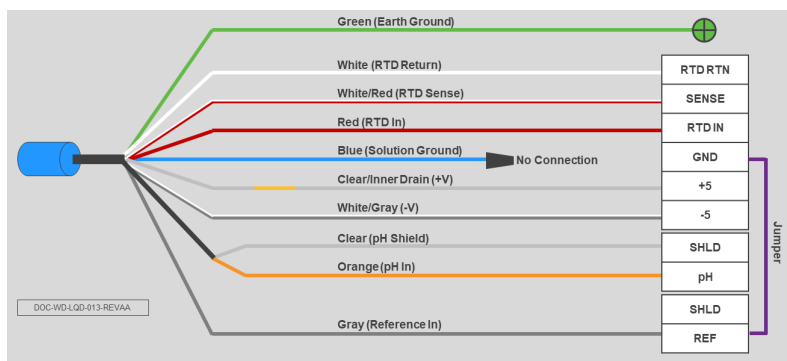 Green (Earth Ground)
White (RTD Return)
RTD RTN
White/Red (RTD Sense)
SENSE
Red (RTD In)
RTD IN
Blue (Solution Ground)
No Connection
GND
Clear/Inner Drain (+V)
+5
White/Gray (-V)
-5
Jumper
Clear (pH Shield)
SHLD
Orange (pH In)
pH
DOC-WD-LQD-013-REVAA
SHLD
Gray (Reference In)
REF